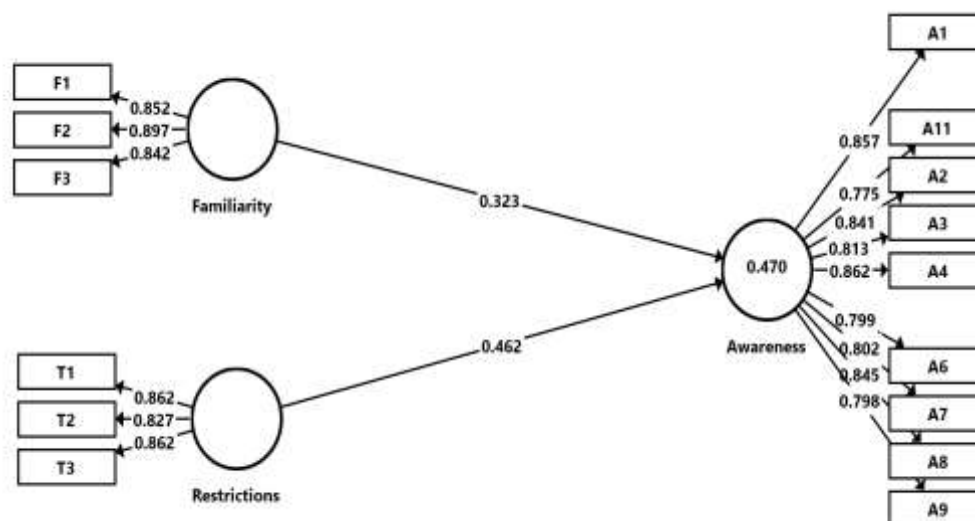 A1
F1
0.852
F2
0.897
F3
0.842
Familiarity
0.323
0.857
A11
0.775
A2
0.841
A3
0.813
A4
0.862
0.470
Awareness
0.799
A6
0.802
A7
0.845
A8
0.798
A9
0.462
T1
0.862
T2
0.827
T3
0.862
Restrictions